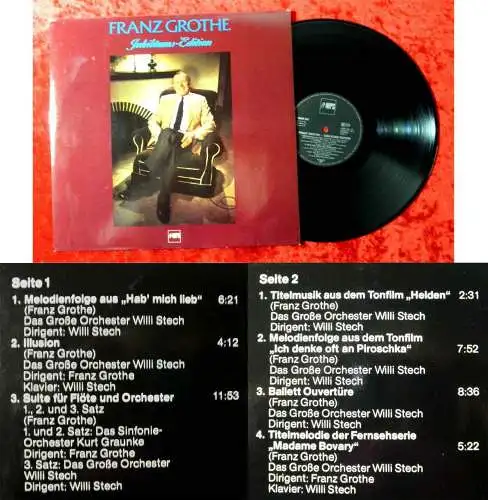 FRANZ GROTHE
Jubiläums-Edition
Seite 1
1. Melodienfolge aus „Hab' mich lieb“ 6:21
(Franz Grothe)
Das Große Orchester Willi Stech
Dirigent: Willi Stech
2. Illusion 4:12
(Franz Grothe)
Das Große Orchester Willi Stech
Dirigent: Franz Grothe
Klavier: Willi Stech
3. Suite für Flöte und Orchester 11:53
1., 2. und 3. Satz
(Franz Grothe)
1. und 2. Satz: Das Sinfonie-
Orchester Kurt Graunke
Dirigent: Franz Grothe
3. Satz: Das Große Orchester
Willi Stech
Dirigent: Willi Stech
Seite 2
1. Titelmusik aus dem Tonfilm „Helden“ 2:31
(Franz Grothe)
Das Große Orchester Willi Stech
Dirigent: Willi Stech
2. Melodienfolge aus dem Tonfilm
„Ich denke oft an Piroschka“ 7:52
(Franz Grothe)
Das Große Orchester Willi Stech
Dirigent: Willi Stech
3. Ballett Ouvertüre 8:36
(Franz Grothe)
Das Große Orchester Willi Stech
Dirigent: Willi Stech
4. Titelmelodie der Fernsehserie
„Madame Bovary“ 5:22
(Franz Grothe)
Das Große Orchester Willi Stech
Dirigent: Franz Grothe
Klavier: Willi Stech